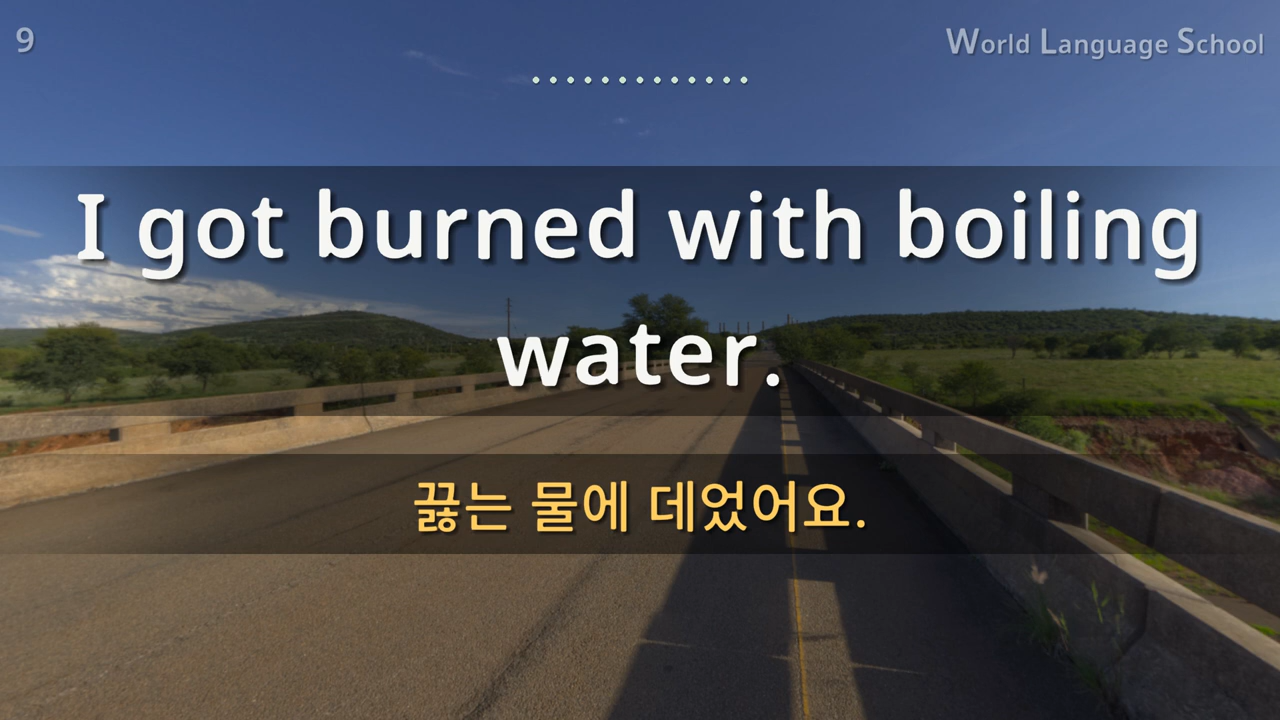 9
World Language School
I got burned with boiling
water.
끓는 물에 데었어요.